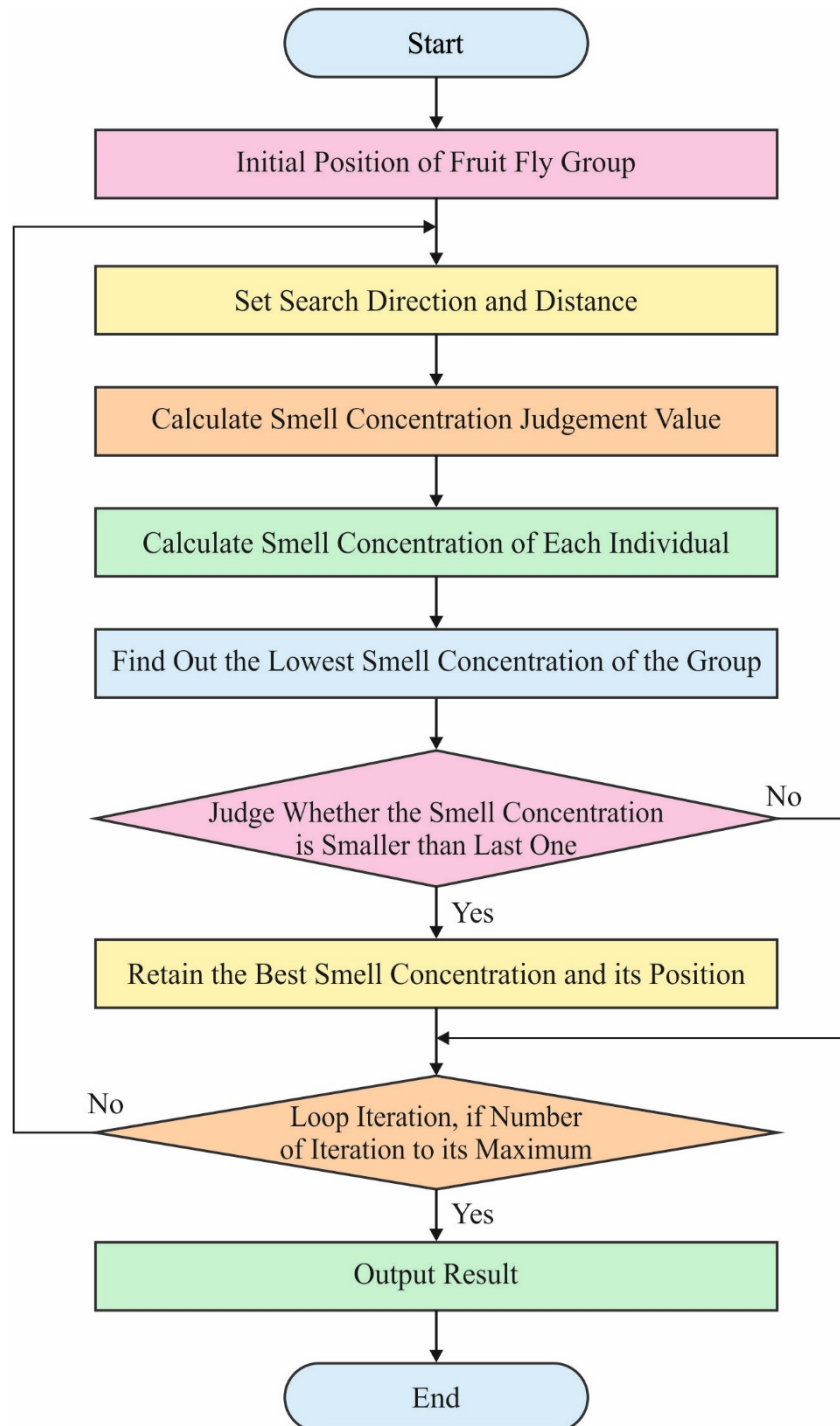 Start
Initial Position of Fruit Fly Group
Set Search Direction and Distance
Calculate Smell Concentration Judgement Value
Calculate Smell Concentration of Each Individual
Find Out the Lowest Smell Concentration of the Group
Judge Whether the Smell Concentration
is Smaller than Last One
No
Yes
Retain the Best Smell Concentration and its Position
No
Loop Iteration, if Number
of Iteration to its Maximum
Yes
Output Result
End